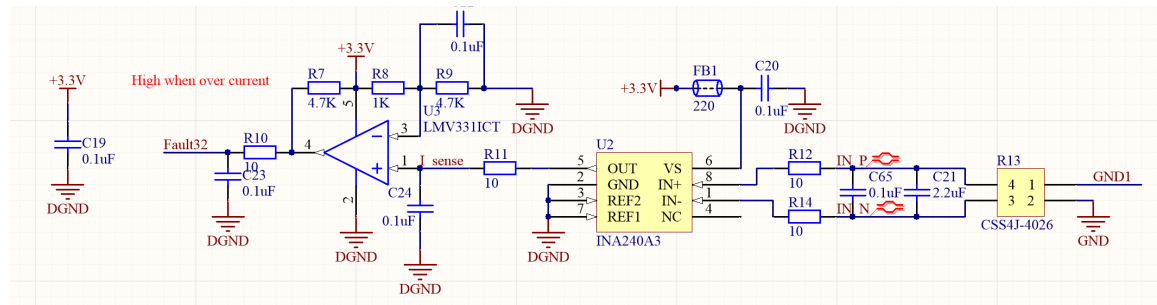 +3.3V
0.1uF
+3.3V
High when over current
R7
4.7K
R8
1K
R9
4.7K
5
U3
LMV331ICT
3
DGND
+3.3V
FB1
220
C20
0.1uF
DGND
C19
0.1uF
DGND
Fault32
R10
10
4
1
I_sense
R11
10
C23
0.1uF
DGND
2
DGND
C24
0.1uF
DGND
U2
5
OUT
VS
6
2
GND
IN+
8
3
REF2
IN-
1
7
REF1
NC
4
INA240A3
DGND
R12
10
IN_P
C65
0.1uF
C21
2.2uF
R14
10
IN_N
R13
4 1
3 2
CSS4J-4026
GND1
GND